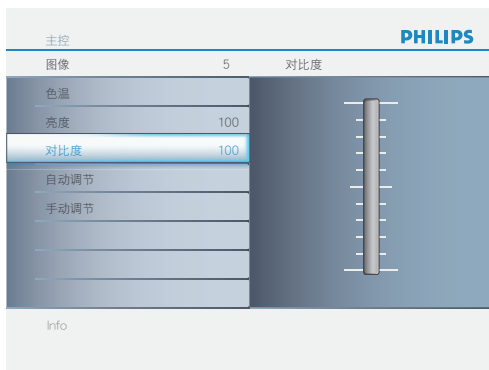 主控
PHILIPS
图像 5 对比度
色温
亮度 100
对比度 100
自动调节
手动调节
Info